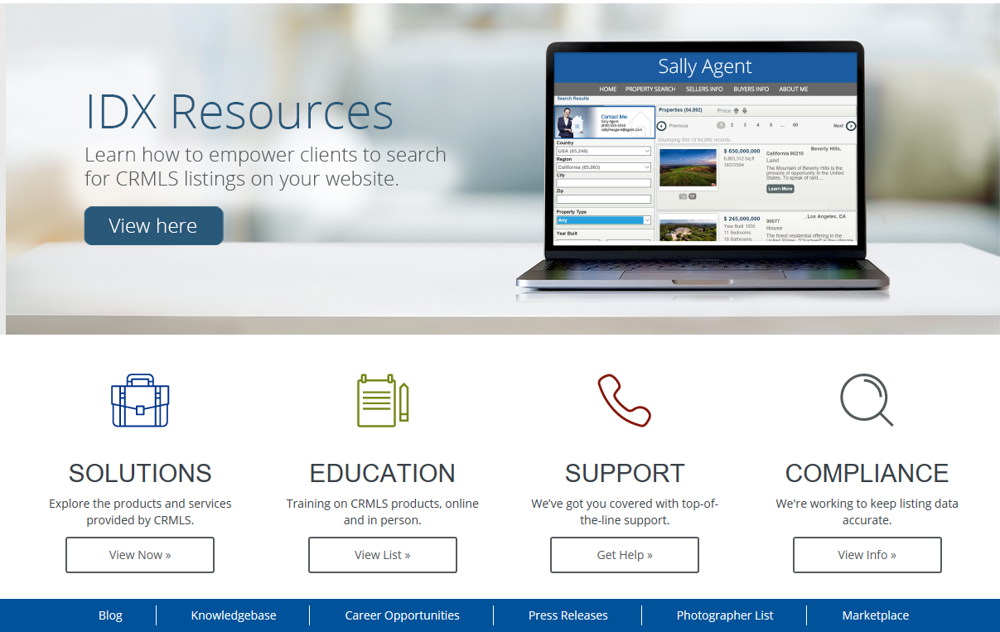 IDX Resources
Learn how to empower clients to search
for CRMLS listings on your website.
View here
Sally Agent
HOME PROPERTY SEARCH SELLERS INFO BUYERS INFO ABOUT ME
Search Results
Contact Me:
Sally Agent
Country
USA (65,246)
Region
California (65,063)
City
Zip
Property Type
Any
Year Built
Properties (64,892) Price
Previous 1 2 3 4 5 ... 50 Next
Displaying 500 Of 64,892 records.
$ 650,000,000
6,863,312 Sq.ft
18372594
Beverly Hills,
California 90210
Land
The Mountain of Beverly Hills is the
pinnacle of opportunity in the United
States. To speak of rarit....
Learn More
$ 245,000,000
Year Built 1935
11 Bedrooms
18 Bathrooms
, Los Angeles, CA
90077
House
The finest residential offering in the
United States, "Chartwell" is the ultimate
SOLUTIONS
Explore the products and services
provided by CRMLS.
View Now »
EDUCATION
Training on CRMLS products, online
and in person.
View List »
SUPPORT
We've got you covered with top-of-
the-line support.
Get Help »
COMPLIANCE
We're working to keep listing data
accurate.
View Info »
Blog Knowledgebase Career Opportunities Press Releases Photographer List Marketplace